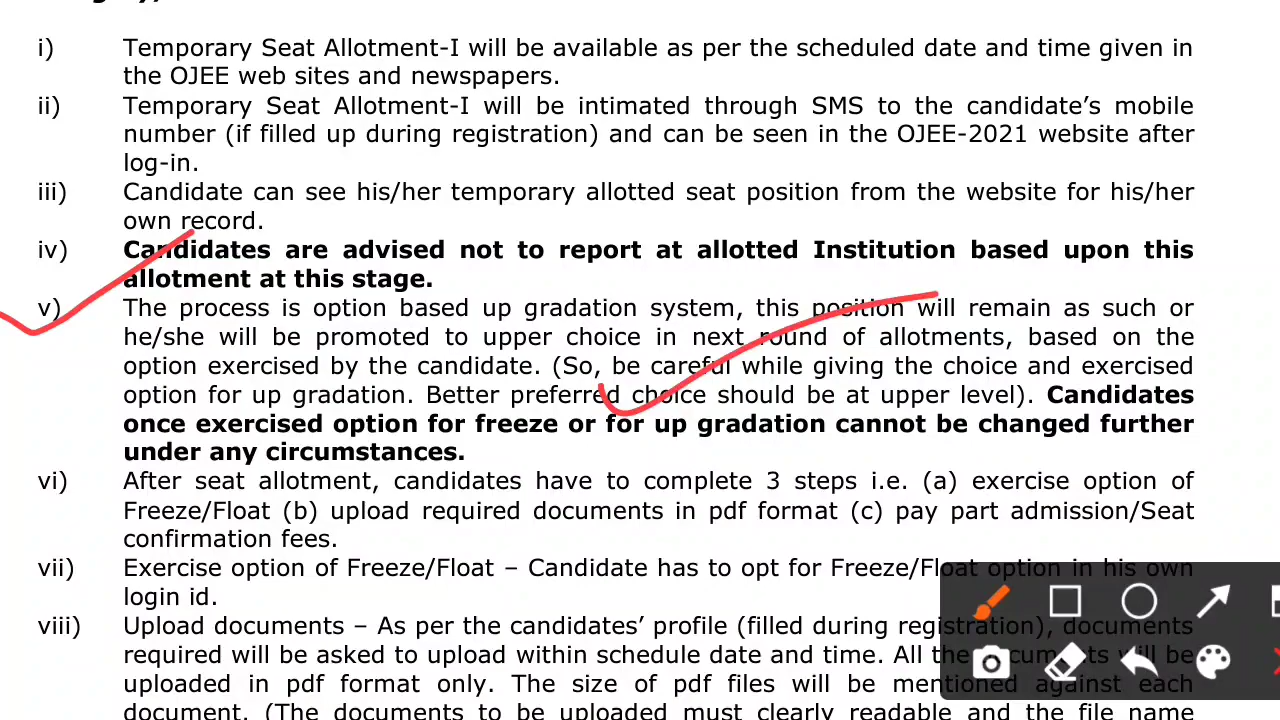 i) Temporary Seat Allotment-I will be available as per the scheduled date and time given in
the OJEE web sites and newspapers.
ii) Temporary Seat Allotment-I will be intimated through SMS to the candidate’s mobile
number (if filled up during registration) and can be seen in the OJEE-2021 website after
log-in.
iii) Candidate can see his/her temporary allotted seat position from the website for his/her
own record.
iv) Candidates are advised not to report at allotted Institution based upon this
allotment at this stage.
v) The process is option based up gradation system, this position will remain as such or
he/she will be promoted to upper choice in next round of allotments, based on the
option exercised by the candidate. (So, be careful while giving the choice and exercised
option for up gradation. Better preferred choice should be at upper level). Candidates
once exercised option for freeze or for up gradation cannot be changed further
under any circumstances.
vi) After seat allotment, candidates have to complete 3 steps i.e. (a) exercise option of
Freeze/Float (b) upload required documents in pdf format (c) pay part admission/Seat
confirmation fees.
vii) Exercise option of Freeze/Float – Candidate has to opt for Freeze/Float option in his own
login id.
viii) Upload documents – As per the candidates’ profile (filled during registration), documents
required will be asked to upload within schedule date and time. All the documents will be
uploaded in pdf format only. The size of pdf files will be mentioned against each
document. (The documents to be uploaded must clearly readable and the file name